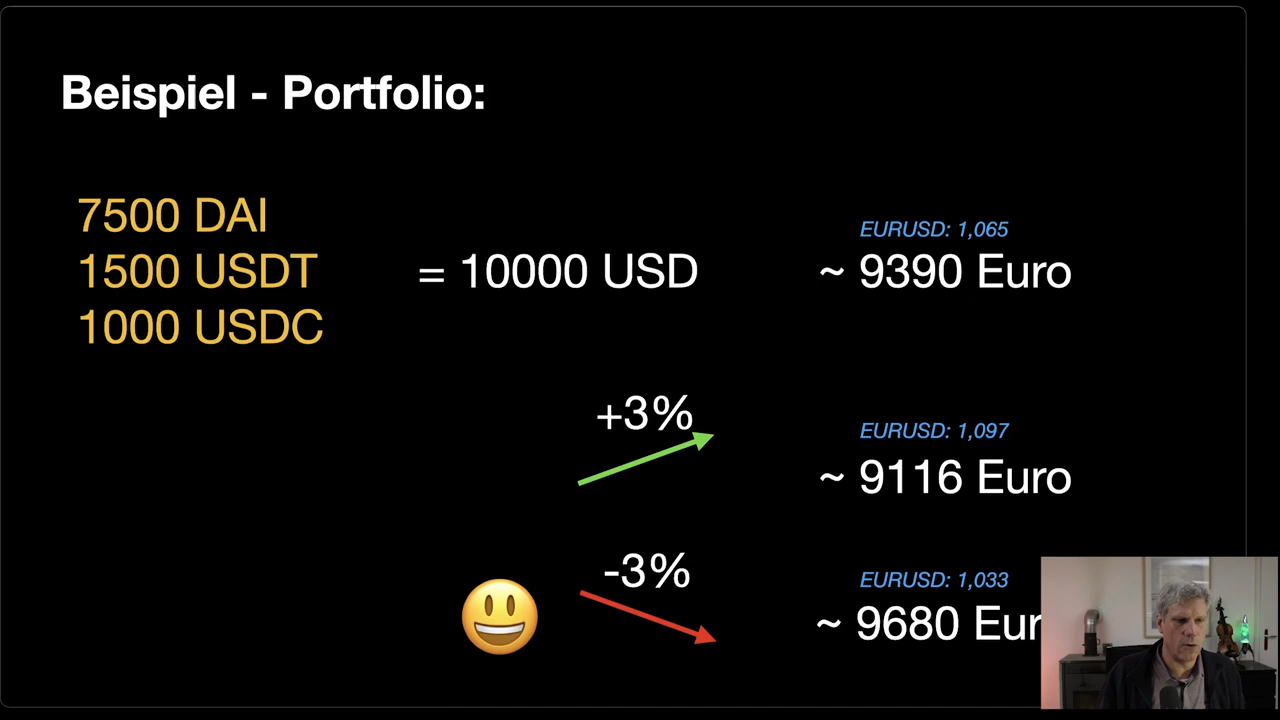 Beispiel - Portfolio:
7500 DAI
1500 USDT
1000 USDC
= 10000 USD
EURUSD: 1,065
~ 9390 Euro
+3%
EURUSD: 1,097
~ 9116 Euro
-3%
EURUSD: 1,033
~ 9680 Eur